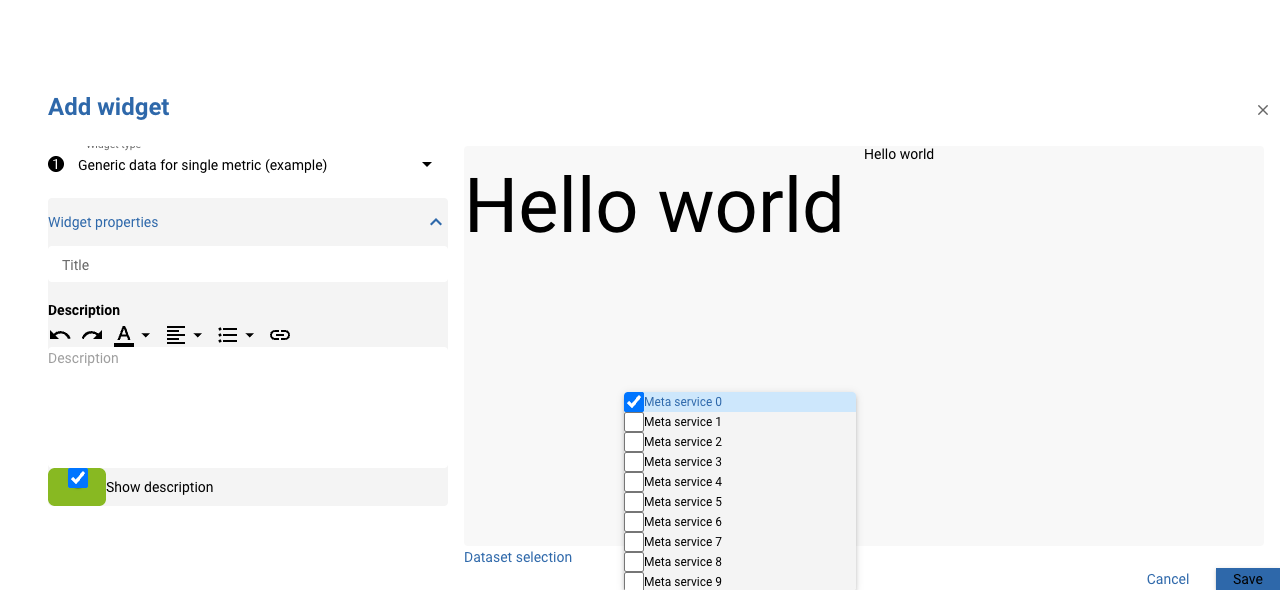 Add widget
Widget type
1
Generic data for single metric (example)
Widget properties
Title
Description
A
Description
Show description
Hello world
Hello world
Meta service 0
Meta service 1
Meta service 2
Meta service 3
Meta service 4
Meta service 5
Meta service 6
Meta service 7
Meta service 8
Meta service 9
Dataset selection
Cancel
Save